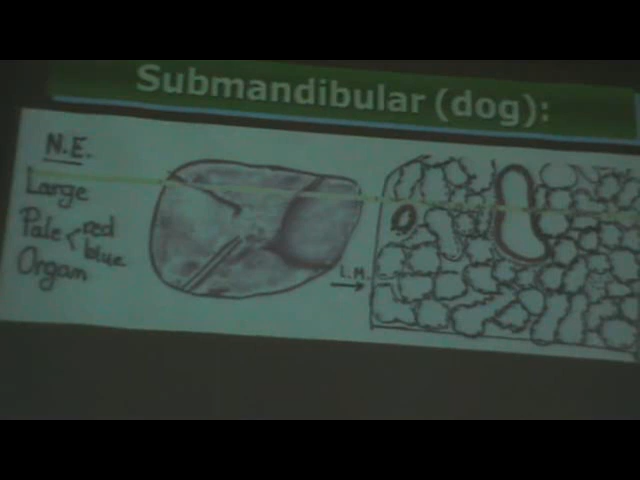 Submandibular (dog):
N.E.
Large
Pale < red
blue
Organ
L.M.